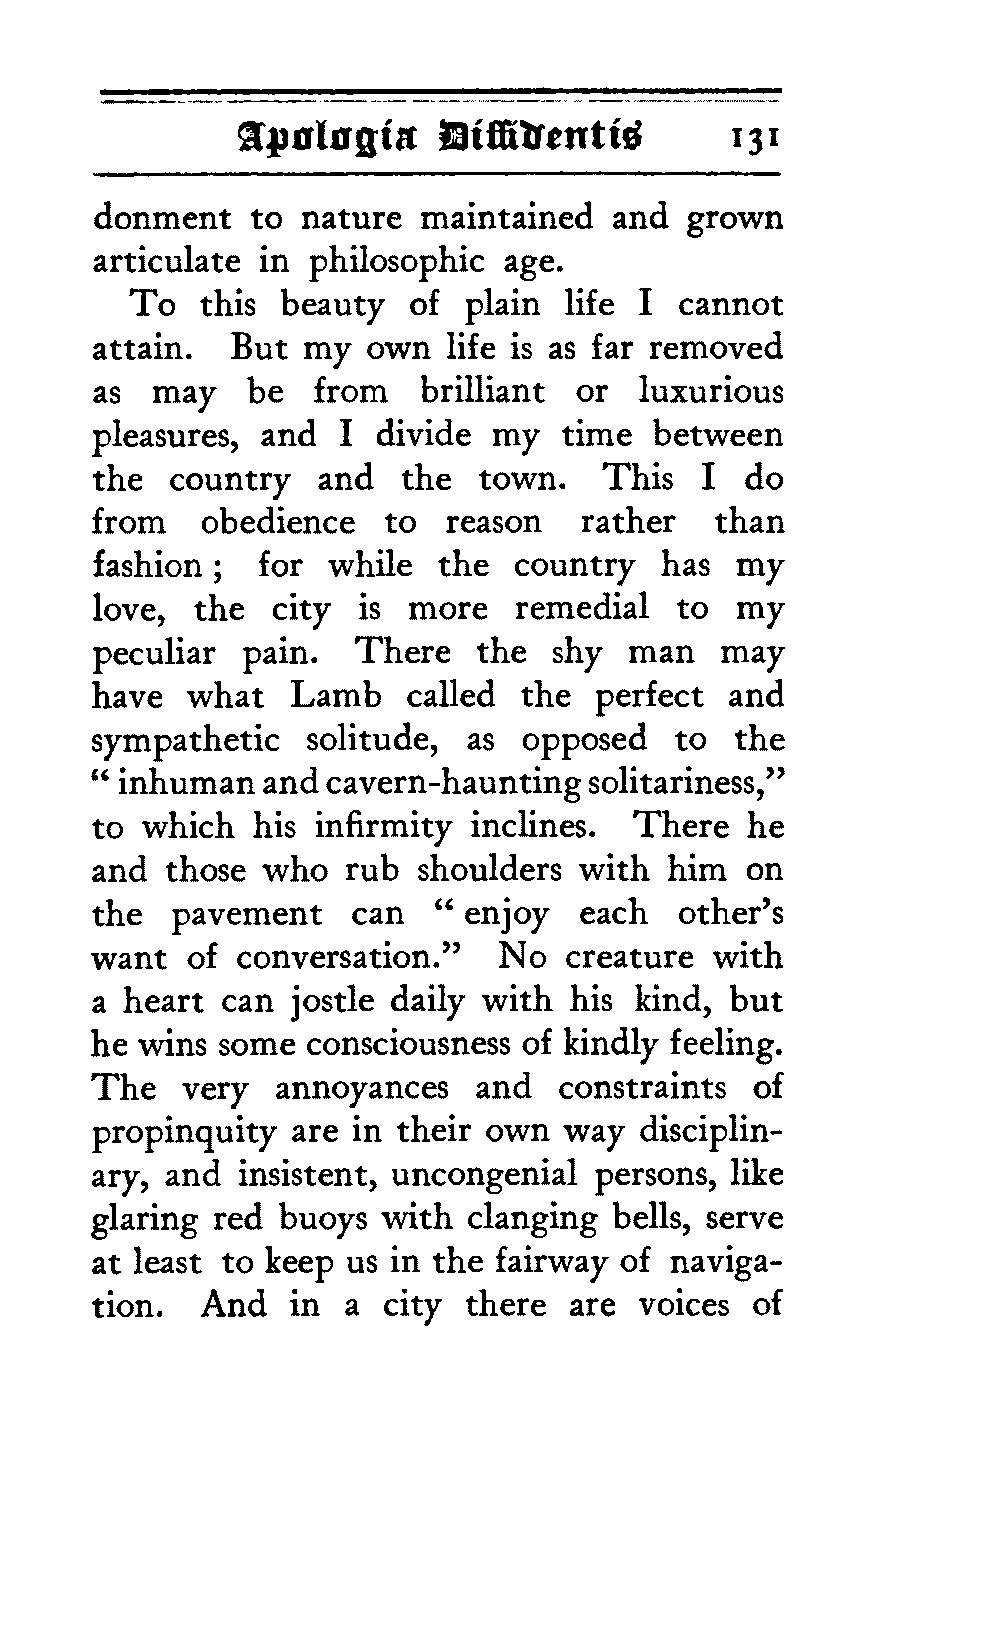 Apologia Diffidentis 131
donment to nature maintained and grown
articulate in philosophic age.
To this beauty of plain life I cannot
attain. But my own life is as far removed
as may be from brilliant or luxurious
pleasures, and I divide my time between
the country and the town. This I do
from obedience to reason rather than
fashion ; for while the country has my
love, the city is more remedial to my
peculiar pain. There the shy man may
have what Lamb called the perfect and
sympathetic solitude, as opposed to the
“ inhuman and cavern-haunting solitariness,”
to which his infirmity inclines. There he
and those who rub shoulders with him on
the pavement can “ enjoy each other’s
want of conversation.” No creature with
a heart can jostle daily with his kind, but
he wins some consciousness of kindly feeling.
The very annoyances and constraints of
propinquity are in their own way disciplin-
ary, and insistent, uncongenial persons, like
glaring red buoys with clanging bells, serve
at least to keep us in the fairway of naviga-
tion. And in a city there are voices of